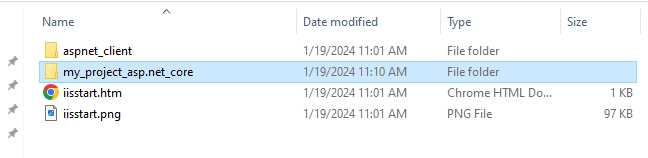 Name Date modified Type Size
aspnet_client 1/19/2024 11:01 AM File folder
my_project_asp.net_core 1/19/2024 11:10 AM File folder
iisstart.htm 1/19/2024 11:01 AM Chrome HTML Do... 1 KB
iisstart.png 1/19/2024 11:01 AM PNG File 97 KB